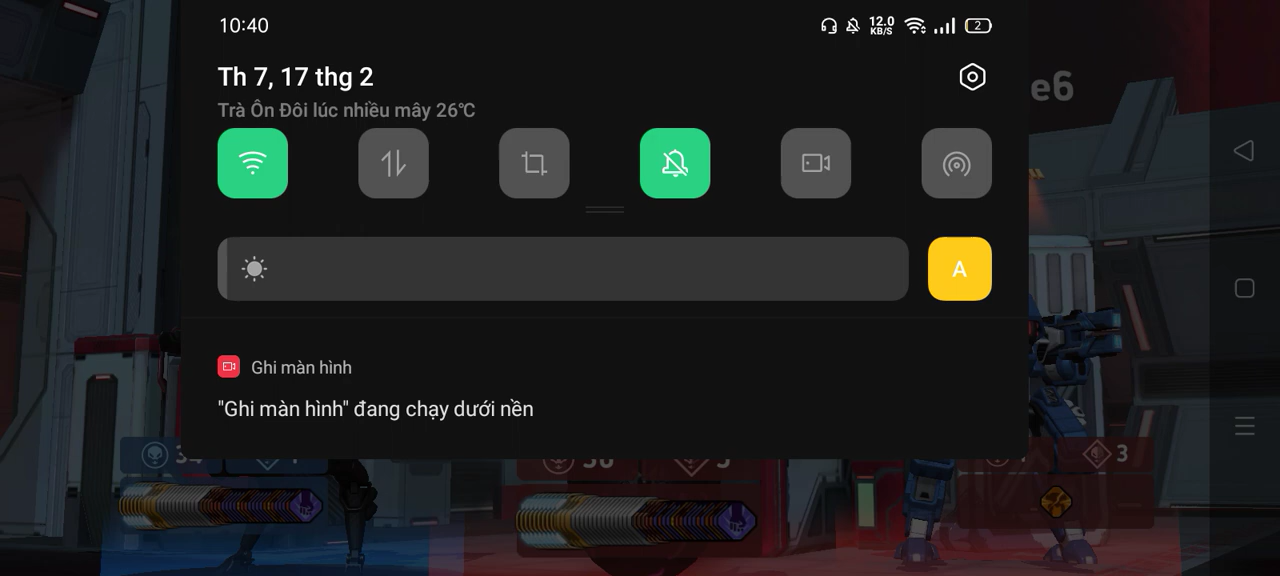 10:40
12.0
KB/S
2
Th 7, 17 thg 2
Trà Ôn Đôi lúc nhiều mây 26°C
e6
A
Ghi màn hình
"Ghi màn hình" đang chạy dưới nền
3